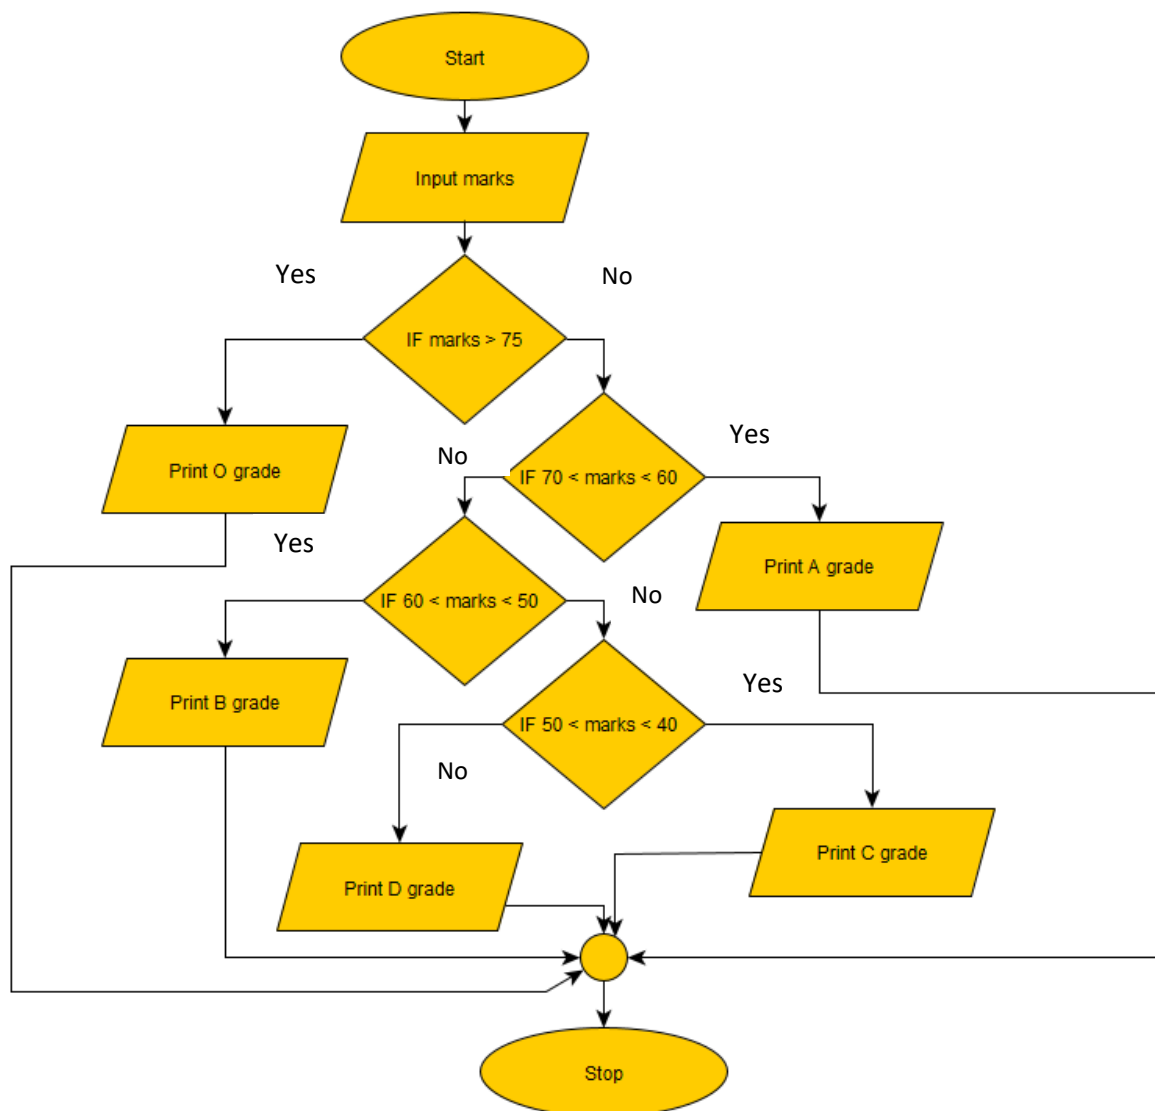 Start
Input marks
Yes
No
IF marks > 75
Yes
No
Print O grade
IF 70 < marks < 60
Yes
Print A grade
No
IF 60 < marks < 50
Yes
Print B grade
IF 50 < marks < 40
No
Print C grade
Print D grade
Stop